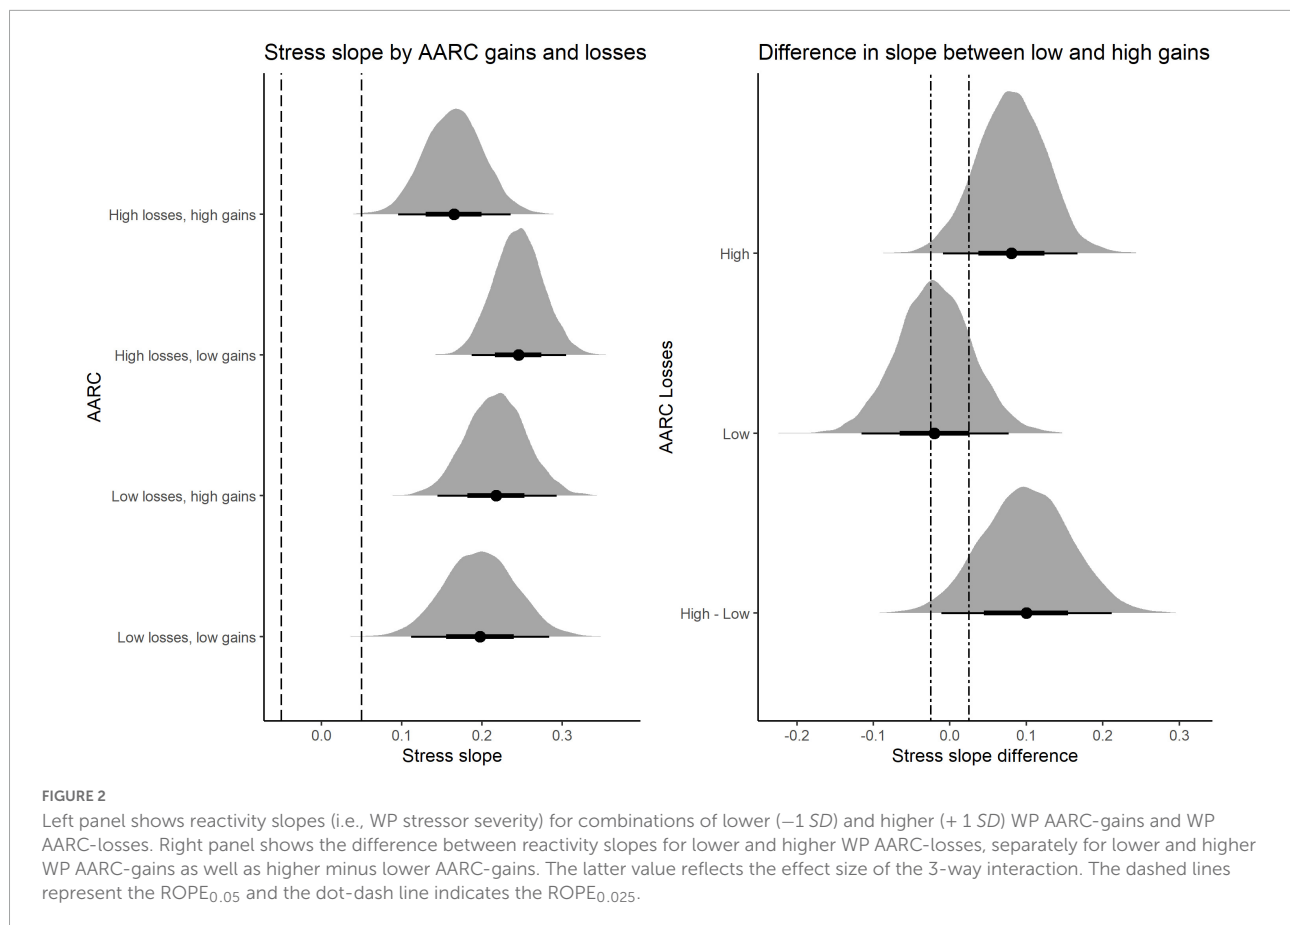 Stress slope by AARC gains and losses
AARC
High losses, high gains
High losses, low gains
Low losses, high gains
Low losses, low gains
0.0 0.1 0.2 0.3
Stress slope
Difference in slope between low and high gains
AARC Losses
High
Low
High - Low
-0.2 -0.1 0.0 0.1 0.2 0.3
Stress slope difference
FIGURE 2
Left panel shows reactivity slopes (i.e., WP stressor severity) for combinations of lower (−1 SD) and higher (+ 1 SD) WP AARC-gains and WP
AARC-losses. Right panel shows the difference between reactivity slopes for lower and higher WP AARC-losses, separately for lower and higher
WP AARC-gains as well as higher minus lower AARC-gains. The latter value reflects the effect size of the 3-way interaction. The dashed lines
represent the ROPE0.05 and the dot-dash line indicates the ROPE0.025.